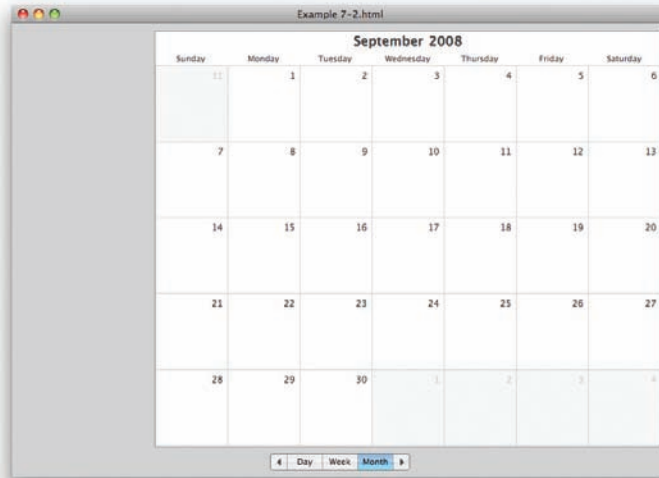 Example 7-2.html
September 2008
Sunday Monday Tuesday Wednesday Thursday Friday Saturday
31 1 2 3 4 5 6
7 8 9 10 11 12 13
14 15 16 17 18 19 20
21 22 23 24 25 26 27
28 29 30 1 2 3 4
Day Week Month